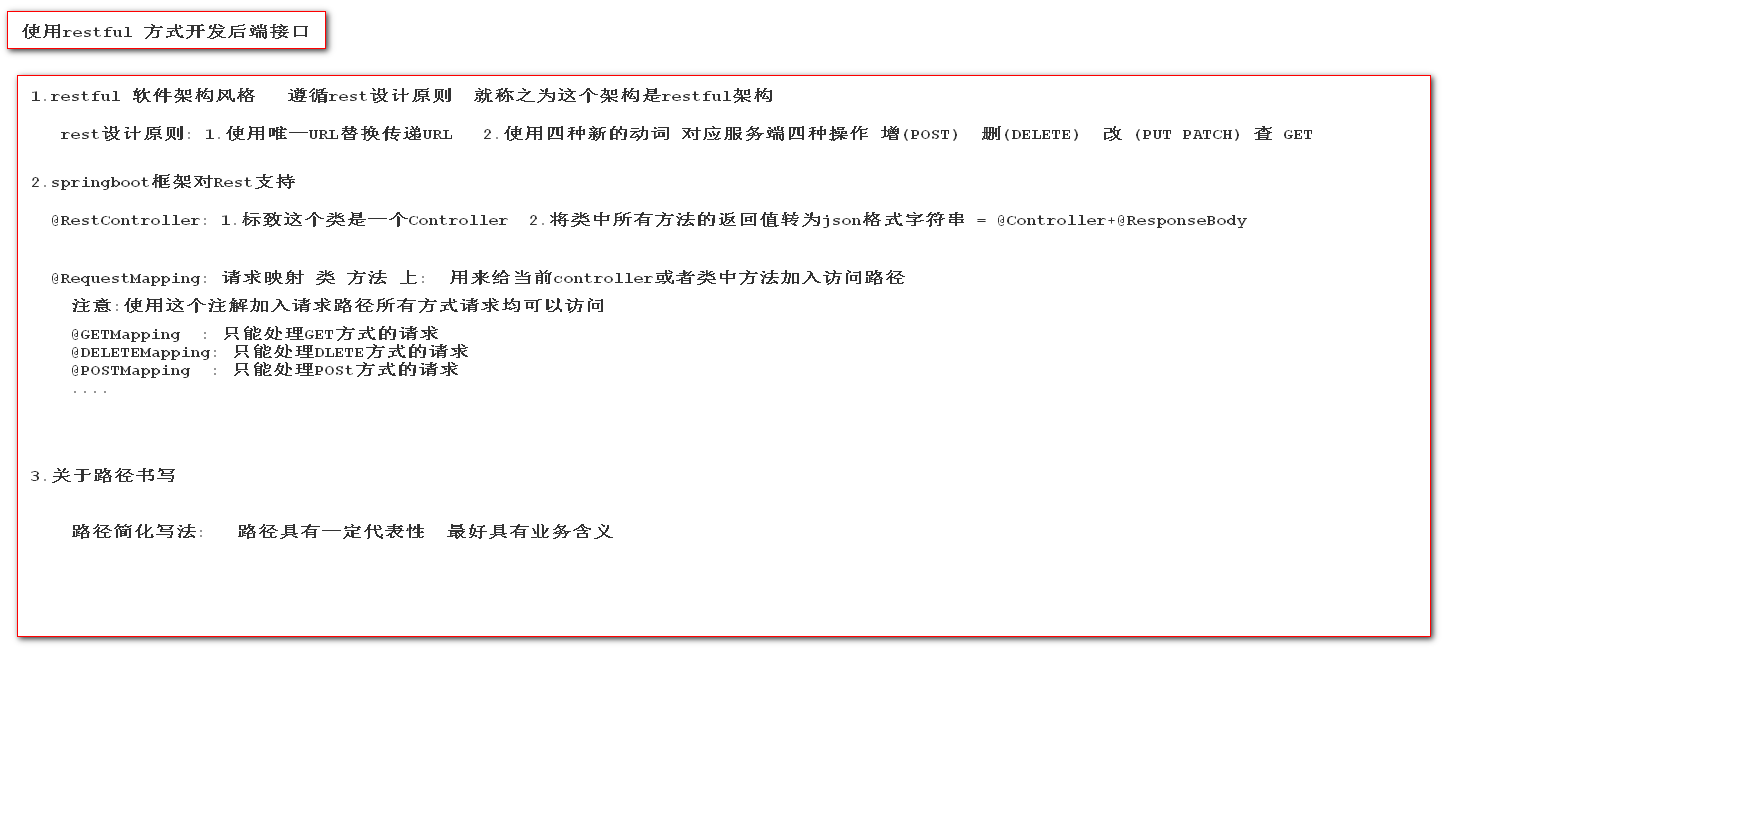 使用restful 方式开发后端接口
1.restful 软件架构风格 遵循rest设计原则 就称之为这个架构是restful架构
rest设计原则: 1.使用唯一URL替换传递URL 2.使用四种新的动词 对应服务端四种操作 增(POST) 删(DELETE) 改 (PUT PATCH) 查 GET
2.springboot框架对Rest支持
@RestController: 1.标致这个类是一个Controller 2.将类中所有方法的返回值转为json格式字符串 = @Controller+@ResponseBody
@RequestMapping: 请求映射 类 方法 上: 用来给当前controller或者类中方法加入访问路径
注意:使用这个注解加入请求路径所有方式请求均可以访问
@GETMapping : 只能处理GET方式的请求
@DELETEMapping: 只能处理DLETE方式的请求
@POSTMapping : 只能处理POSt方式的请求
....
3.关于路径书写
路径简化写法: 路径具有一定代表性 最好具有业务含义